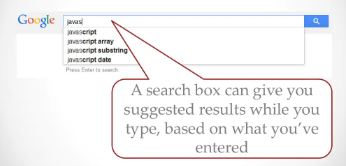 Google javas
javascript
javascript array
javascript substring
javascript date
Press Enter to search.
A search box can give you
suggested results while you
type, based on what you've
entered